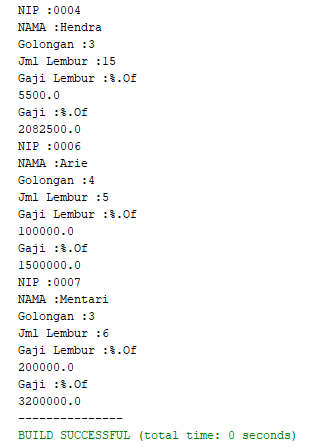 NIP :0004
NAMA :Hendra
Golongan :3
Jml Lembur :15
Gaji Lembur :%.Of
5500.0
Gaji :%.Of
2082500.0
NIP :0006
NAMA :Arie
Golongan :4
Jml Lembur :5
Gaji Lembur :%.Of
100000.0
Gaji :%.Of
1500000.0
NIP :0007
NAMA :Mentari
Golongan :3
Jml Lembur :6
Gaji Lembur :%.Of
200000.0
Gaji :%.Of
3200000.0
---------------
BUILD SUCCESSFUL (total time: 0 seconds)